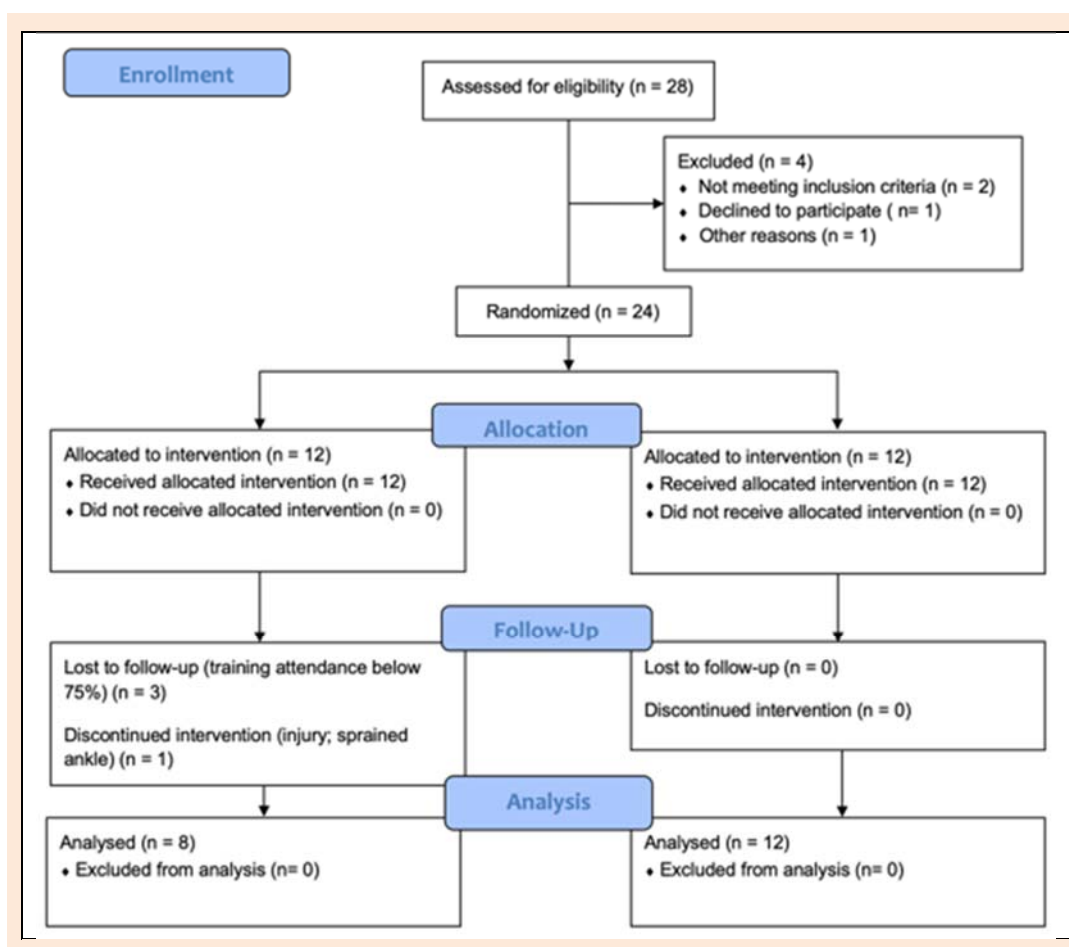 Enrollment
Assessed for eligibility (n = 28)
Excluded (n = 4)
⬧ Not meeting inclusion criteria (n = 2)
⬧ Declined to participate ( n= 1)
⬧ Other reasons (n = 1)
Randomized (n = 24)
Allocation
Allocated to intervention (n = 12)
⬧ Received allocated intervention (n = 12)
⬧ Did not receive allocated intervention (n = 0)
Allocated to intervention (n = 12)
⬧ Received allocated intervention (n = 12)
⬧ Did not receive allocated intervention (n = 0)
Follow-Up
Lost to follow-up (training attendance below
75%) (n = 3)
Discontinued intervention (injury; sprained
ankle) (n = 1)
Lost to follow-up (n = 0)
Discontinued intervention (n = 0)
Analysis
Analysed (n = 8)
⬧ Excluded from analysis (n= 0)
Analysed (n = 12)
⬧ Excluded from analysis (n= 0)